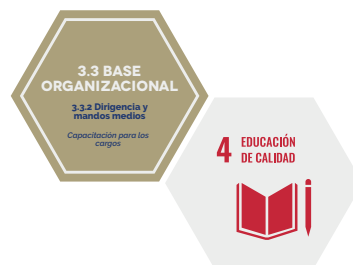 3.3 BASE
ORGANIZACIONAL
3.3.2 Dirigencia y
mandos medios
Capacitación para los
cargos
4 EDUCACIÓN
DE CALIDAD